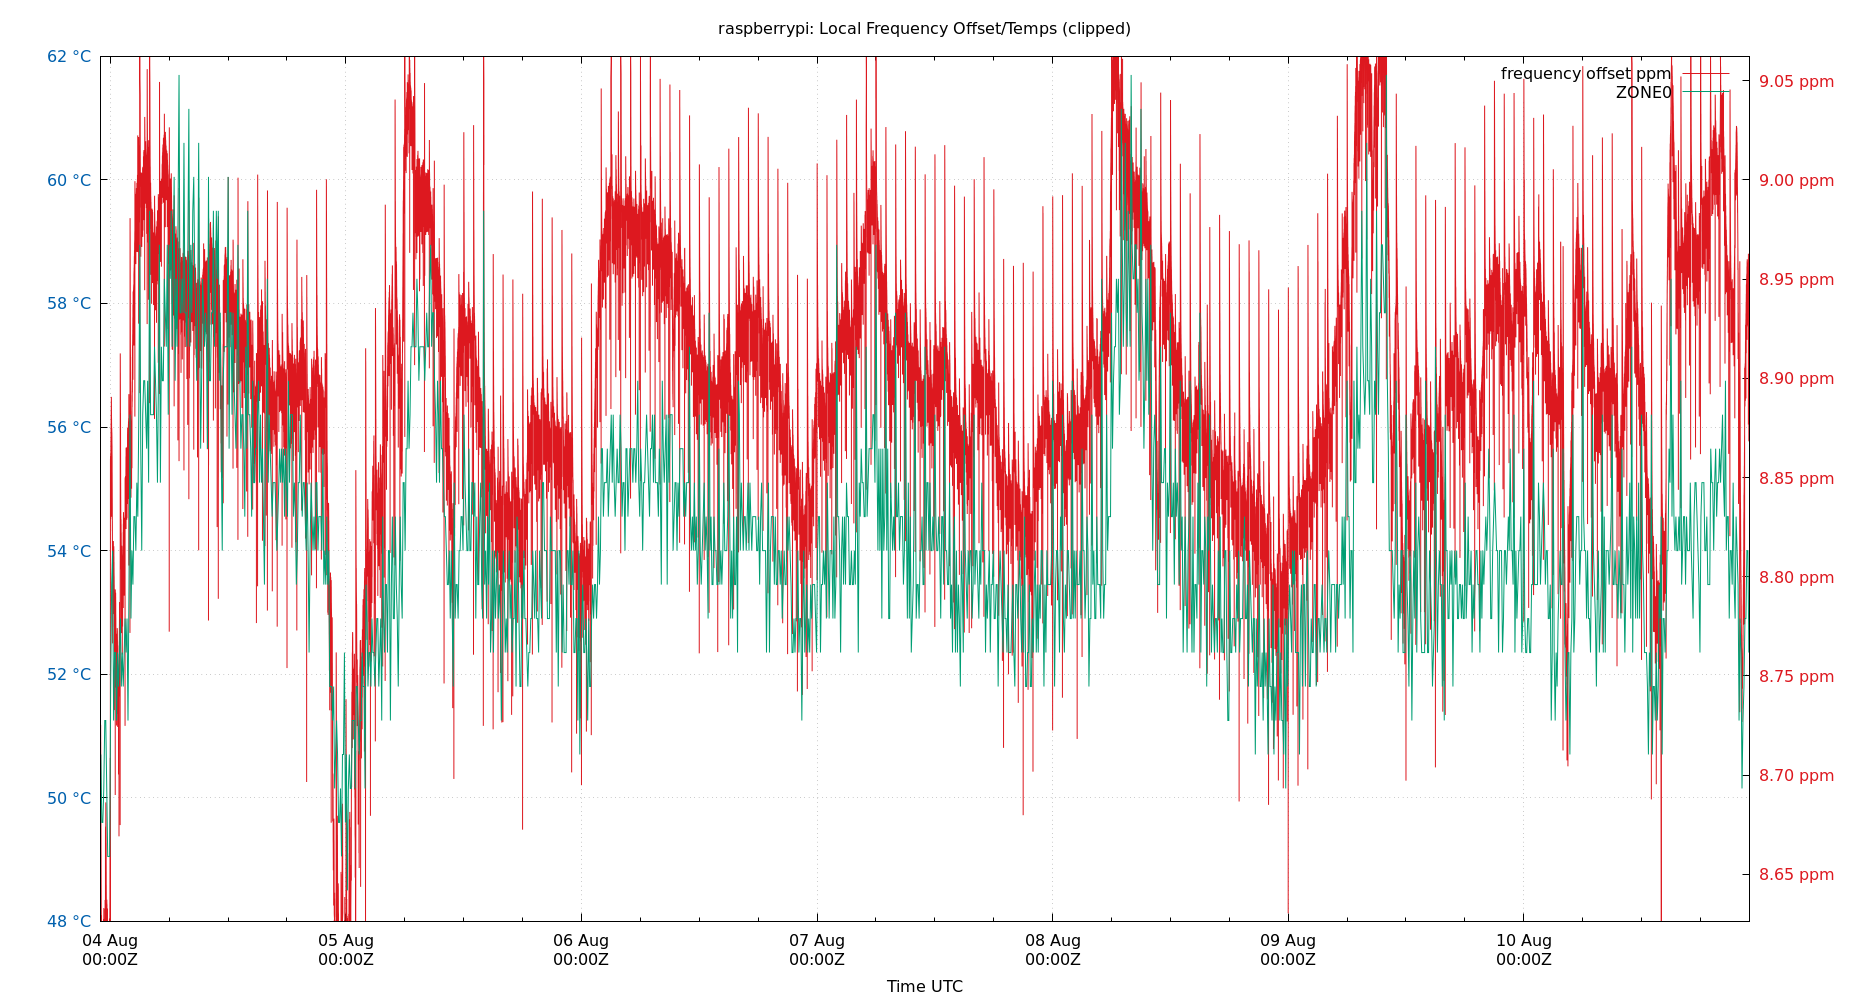 raspberrypi: Local Frequency Offset/Temps (clipped)
frequency offset ppm
ZONE0
62 °C
60 °C
58 °C
56 °C
54 °C
52 °C
50 °C
48 °C
9.05 ppm
9.00 ppm
8.95 ppm
8.90 ppm
8.85 ppm
8.80 ppm
8.75 ppm
8.70 ppm
8.65 ppm
04 Aug 05 Aug 06 Aug 07 Aug 08 Aug 09 Aug 10 Aug
00:00Z 00:00Z 00:00Z 00:00Z 00:00Z 00:00Z 00:00Z
Time UTC